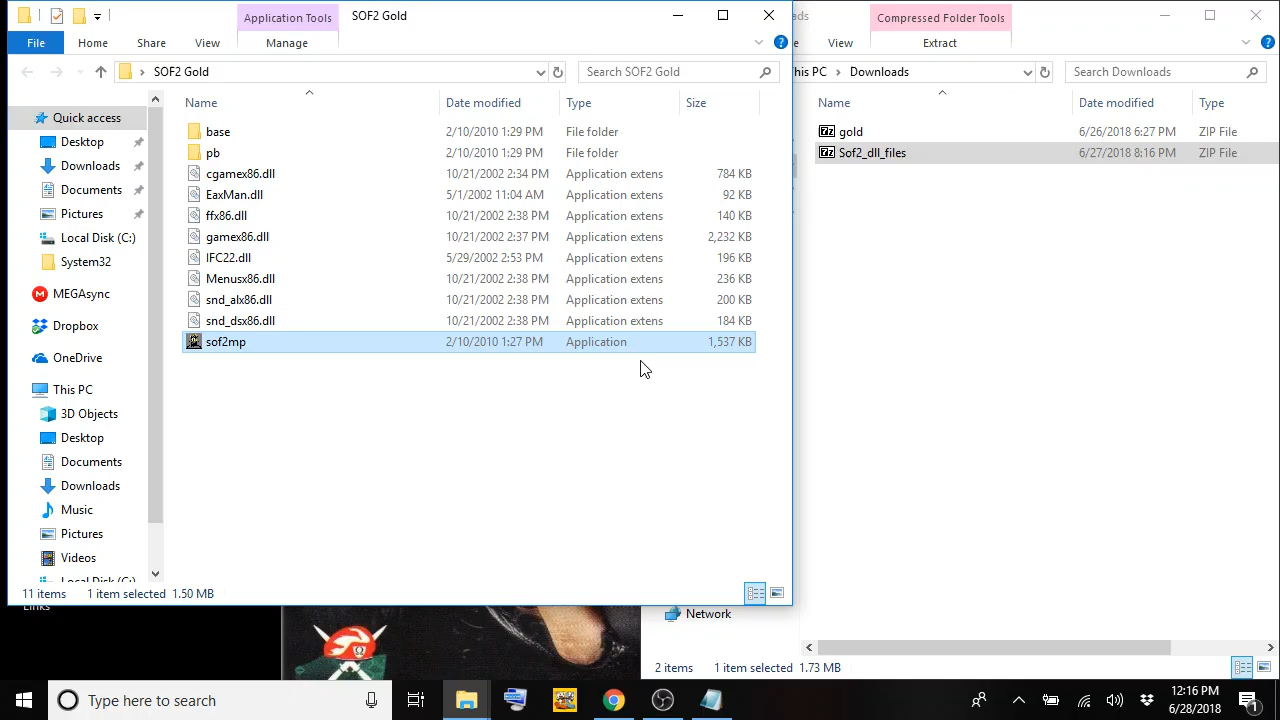 Application Tools
SOF2 Gold
File
Home
Share
View
Manage
SOF2 Gold
Search SOF2 Gold
Name
Date modified
Type
Size
Quick access
Desktop
Downloads
Documents
Pictures
Local Disk (C:)
System32
MEGAsync
Dropbox
OneDrive
This PC
3D Objects
Desktop
Documents
Downloads
Music
Pictures
Videos
Local Disk (C:)
base 2/10/2010 1:29 PM File folder
pb 2/10/2010 1:29 PM File folder
cgamex86.dll 10/21/2002 2:34 PM Application extens 784 KB
EaxMan.dll 5/1/2002 11:04 AM Application extens 92 KB
ffx86.dll 10/21/2002 2:38 PM Application extens 140 KB
gamex86.dll 10/21/2002 2:37 PM Application extens 2,232 KB
IFC22.dll 5/29/2002 2:53 PM Application extens 196 KB
Menusx86.dll 10/21/2002 2:38 PM Application extens 236 KB
snd_alx86.dll 10/21/2002 2:38 PM Application extens 200 KB
snd_dsx86.dll 10/21/2002 2:38 PM Application extens 184 KB
sof2mp 2/10/2010 1:27 PM Application 1,537 KB
11 items 1 item selected 1.50 MB
Links
ads
Compressed Folder Tools
e
View
Extract
his PC
Downloads
Search Downloads
Name
Date modified
Type
gold 6/26/2018 6:27 PM ZIP File
Sof2_dll_files 6/27/2018 8:16 PM ZIP File
Network
2 items 1 item selected 1.73 MB
Type here to search
12:16 PM
6/28/2018
1